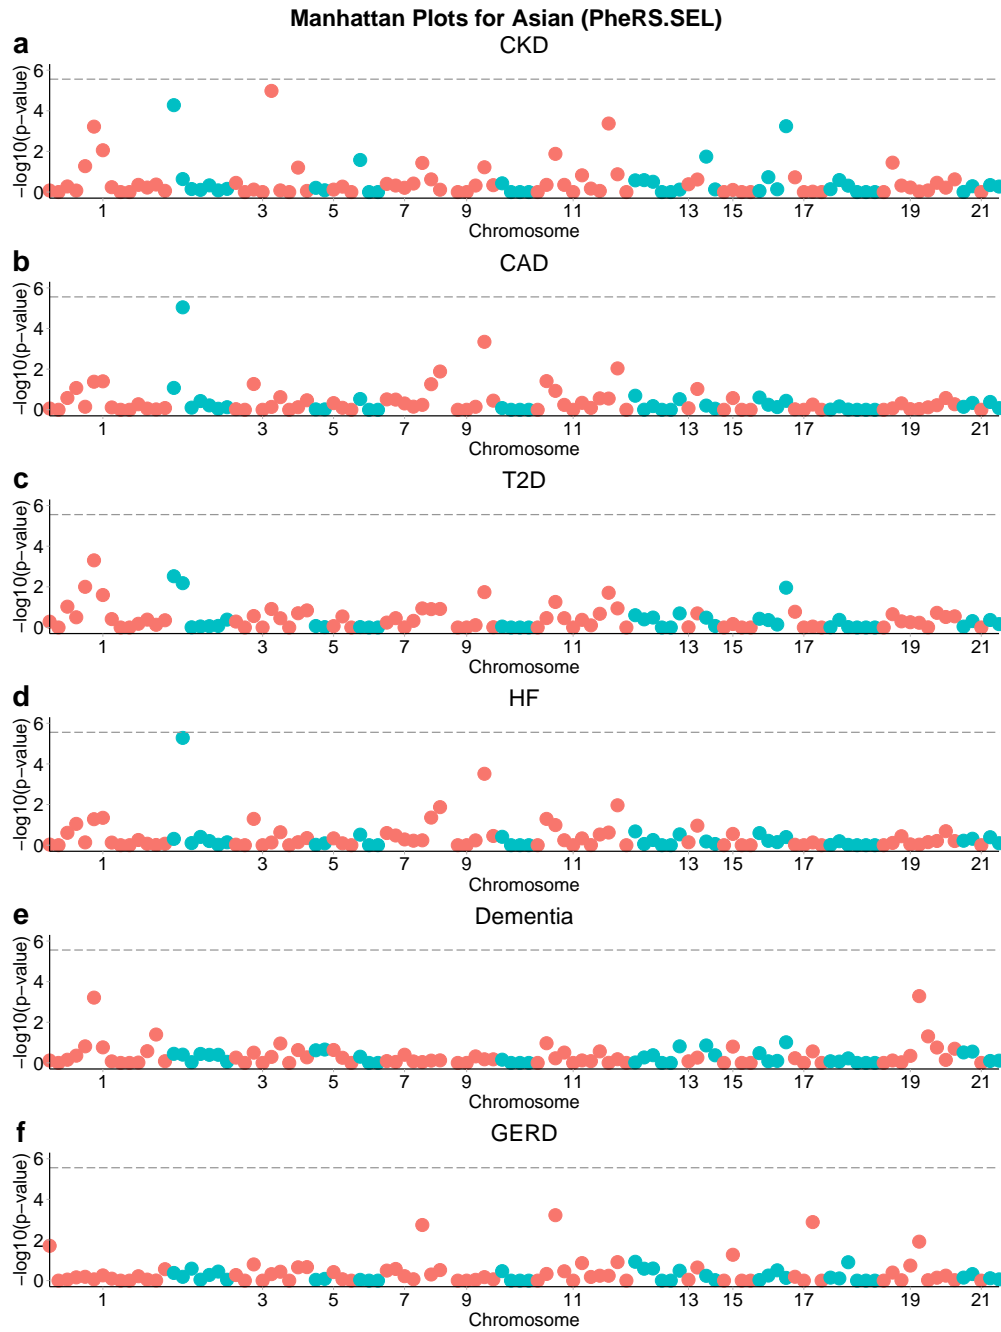 Manhattan Plots for Asian (PheRS.SEL)
a
CKD
−log10(p−value)
6
4
2
0
1 3 5 7 9 11 13 15 17 19 21
Chromosome
b
CAD
−log10(p−value)
6
4
2
0
1 3 5 7 9 11 13 15 17 19 21
Chromosome
c
T2D
−log10(p−value)
6
4
2
0
1 3 5 7 9 11 13 15 17 19 21
Chromosome
d
HF
−log10(p−value)
6
4
2
0
1 3 5 7 9 11 13 15 17 19 21
Chromosome
e
Dementia
−log10(p−value)
6
4
2
0
1 3 5 7 9 11 13 15 17 19 21
Chromosome
f
GERD
−log10(p−value)
6
4
2
0
1 3 5 7 9 11 13 15 17 19 21
Chromosome